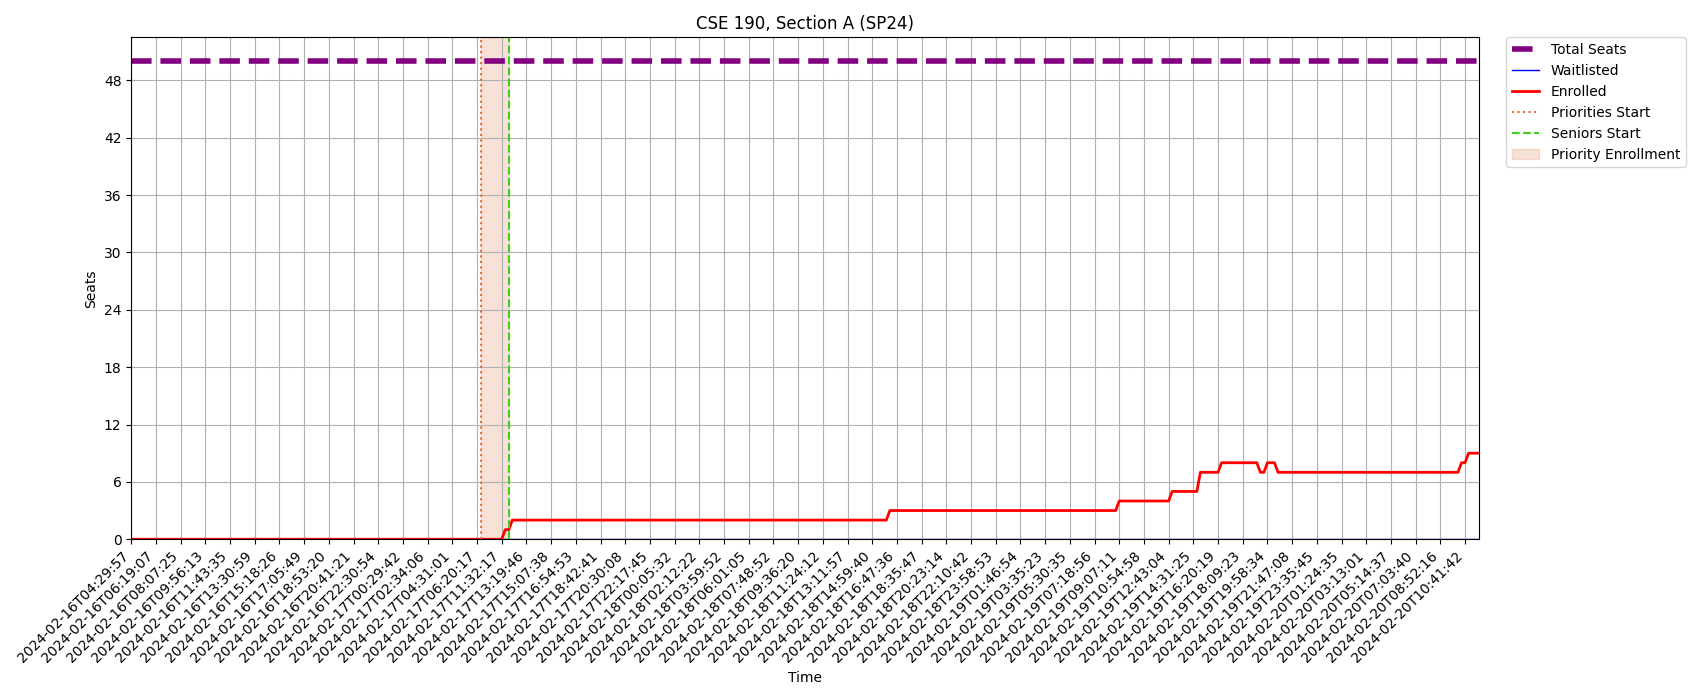 CSE 190, Section A (SP24)
Total Seats
Waitlisted
Enrolled
Priorities Start
Seniors Start
Priority Enrollment
Seats
48
42
36
30
24
18
12
6
0
2024-02-16T04:29:57
2024-02-16T06:19:07
2024-02-16T08:07:25
2024-02-16T09:56:13
2024-02-16T11:43:35
2024-02-16T13:30:59
2024-02-16T15:18:26
2024-02-16T17:05:49
2024-02-16T18:53:20
2024-02-16T20:41:21
2024-02-16T22:30:54
2024-02-17T00:29:42
2024-02-17T02:34:06
2024-02-17T04:31:01
2024-02-17T06:20:17
2024-02-17T11:32:17
2024-02-17T13:19:46
2024-02-17T15:07:38
2024-02-17T16:54:53
2024-02-17T18:42:41
2024-02-17T20:30:08
2024-02-17T22:17:45
2024-02-18T00:05:32
2024-02-18T02:12:22
2024-02-18T03:59:52
2024-02-18T06:01:05
2024-02-18T07:48:52
2024-02-18T09:36:20
2024-02-18T11:24:12
2024-02-18T13:11:57
2024-02-18T14:59:40
2024-02-18T16:47:36
2024-02-18T18:35:47
2024-02-18T20:23:14
2024-02-18T22:10:42
2024-02-18T23:58:53
2024-02-19T01:46:54
2024-02-19T03:35:23
2024-02-19T05:30:35
2024-02-19T07:18:56
2024-02-19T09:07:11
2024-02-19T10:54:58
2024-02-19T12:43:04
2024-02-19T14:31:25
2024-02-19T16:20:19
2024-02-19T18:09:23
2024-02-19T19:58:34
2024-02-19T21:47:08
2024-02-19T23:35:45
2024-02-20T01:24:35
2024-02-20T03:13:01
2024-02-20T05:14:37
2024-02-20T07:03:40
2024-02-20T08:52:16
2024-02-20T10:41:42
Time